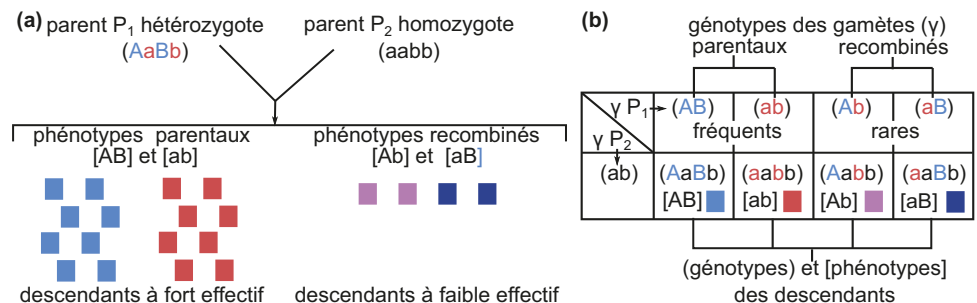 (a)
parent P1 hétérozygote
(AaBb)
parent P2 homozygote
(aabb)
phénotypes parentaux
[AB] et [ab]
phénotypes recombinés
[Ab] et [aB]
descendants à fort effectif
descendants à faible effectif
(b)
génotypes des gamètes (γ)
parentaux recombinés
γ P1 (AB) (ab) (Ab) (aB)
fréquents rares
γ P2
(ab) (AaBb) (aabb) (Aabb) (aaBb)
[AB] [ab] [Ab] [aB]
(génotypes) et [phénotypes]
des descendants